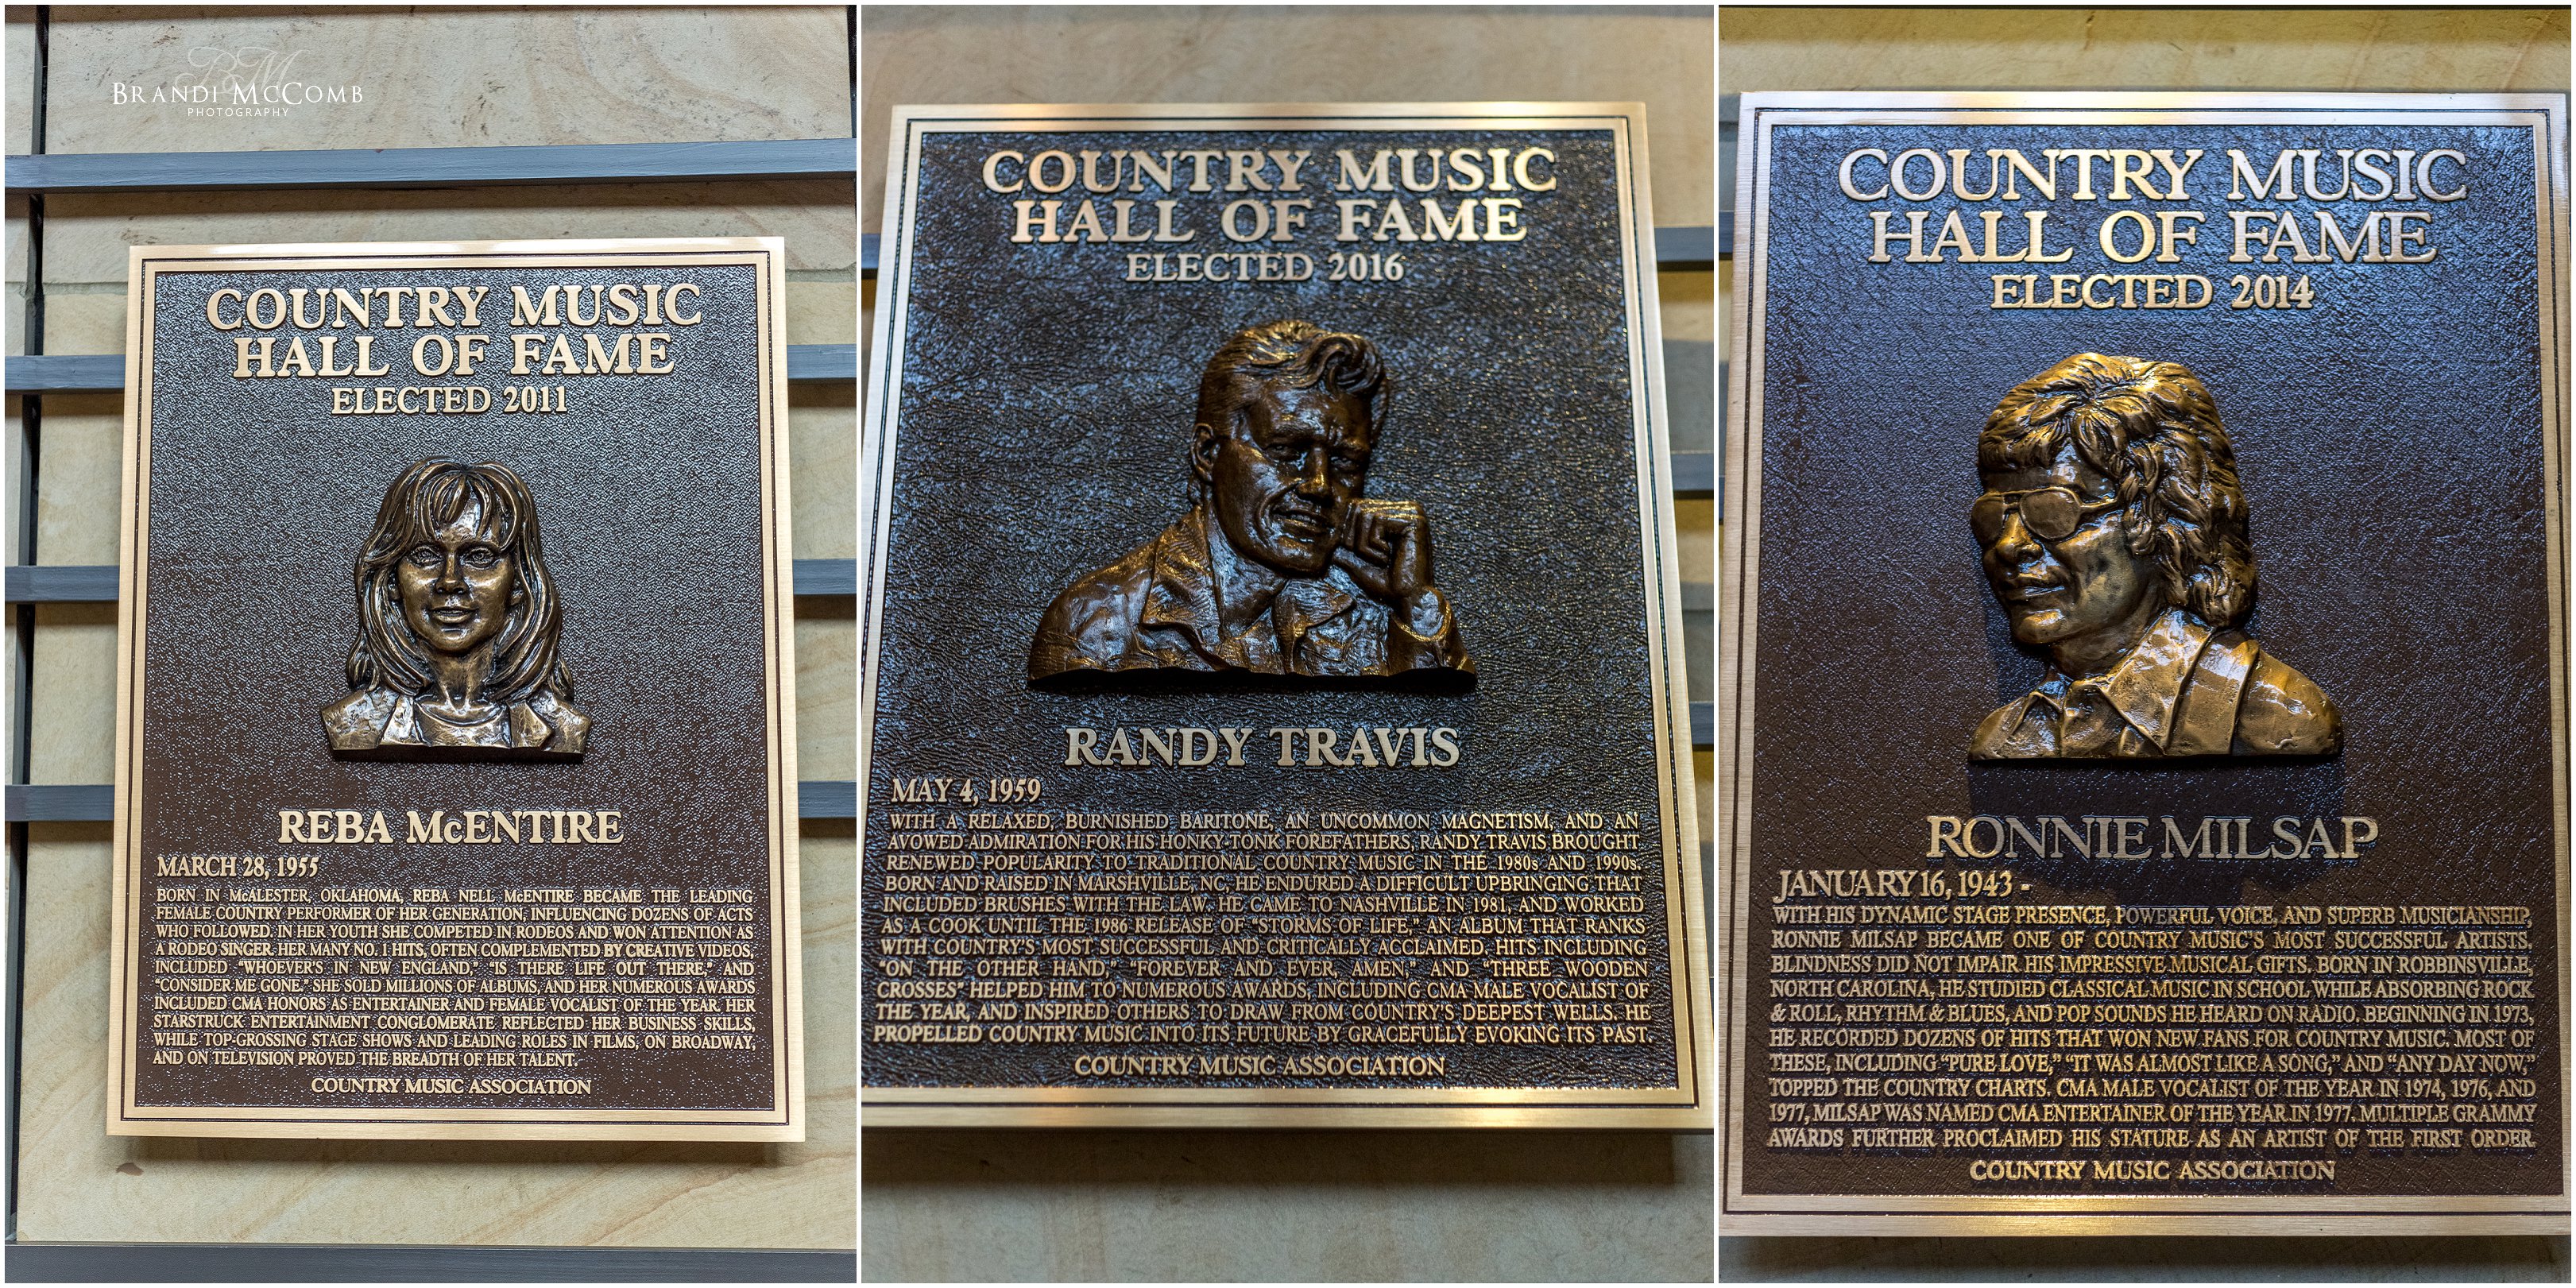 BM
BRANDI McCOMB
PHOTOGRAPHY
COUNTRY MUSIC
HALL OF FAME
ELECTED 2011
REBA McENTIRE
MARCH 28, 1955
BORN IN McALESTER, OKLAHOMA, REBA NELL McENTIRE BECAME THE LEADING
FEMALE COUNTRY PERFORMER OF HER GENERATION, INFLUENCING DOZENS OF ACTS
WHO FOLLOWED. IN HER YOUTH SHE COMPETED IN RODEOS AND WON ATTENTION AS
A RODEO SINGER. HER MANY NO. 1 HITS, OFTEN COMPLEMENTED BY CREATIVE VIDEOS,
INCLUDED "WHOEVER'S IN NEW ENGLAND," "IS THERE LIFE OUT THERE," AND
"CONSIDER ME GONE." SHE SOLD MILLIONS OF ALBUMS, AND HER NUMEROUS AWARDS
INCLUDED CMA HONORS AS ENTERTAINER AND FEMALE VOCALIST OF THE YEAR. HER
STARSTRUCK ENTERTAINMENT CONGLOMERATE REFLECTED HER BUSINESS SKILLS,
WHILE TOP-GROSSING STAGE SHOWS AND LEADING ROLES IN FILMS, ON BROADWAY,
AND ON TELEVISION PROVED THE BREADTH OF HER TALENT.
COUNTRY MUSIC ASSOCIATION
COUNTRY MUSIC
HALL OF FAME
ELECTED 2016
RANDY TRAVIS
MAY 4, 1959
WITH A RELAXED, BURNISHED BARITONE, AN UNCOMMON MAGNETISM, AND AN
AVOWED ADMIRATION FOR HIS HONKY-TONK FOREFATHERS, RANDY TRAVIS BROUGHT
RENEWED POPULARITY TO TRADITIONAL COUNTRY MUSIC IN THE 1980s AND 1990s.
BORN AND RAISED IN MARSHVILLE, NC, HE ENDURED A DIFFICULT UPBRINGING THAT
INCLUDED BRUSHES WITH THE LAW. HE CAME TO NASHVILLE IN 1981, AND WORKED
AS A COOK UNTIL THE 1986 RELEASE OF "STORMS OF LIFE," AN ALBUM THAT RANKS
WITH COUNTRY'S MOST SUCCESSFUL AND CRITICALLY ACCLAIMED. HITS INCLUDING
"ON THE OTHER HAND," "FOREVER AND EVER, AMEN," AND "THREE WOODEN
CROSSES" HELPED HIM TO NUMEROUS AWARDS, INCLUDING CMA MALE VOCALIST OF
THE YEAR, AND INSPIRED OTHERS TO DRAW FROM COUNTRY'S DEEPEST WELLS. HE
PROPELLED COUNTRY MUSIC INTO ITS FUTURE BY GRACEFULLY EVOKING ITS PAST.
COUNTRY MUSIC ASSOCIATION
COUNTRY MUSIC
HALL OF FAME
ELECTED 2014
RONNIE MILSAP
JANUARY 16, 1943 -
WITH HIS DYNAMIC STAGE PRESENCE, POWERFUL VOICE, AND SUPERB MUSICIANSHIP,
RONNIE MILSAP BECAME ONE OF COUNTRY MUSIC'S MOST SUCCESSFUL ARTISTS.
BLINDNESS DID NOT IMPAIR HIS IMPRESSIVE MUSICAL GIFTS. BORN IN ROBBINSVILLE,
NORTH CAROLINA, HE STUDIED CLASSICAL MUSIC IN SCHOOL WHILE ABSORBING ROCK
& ROLL, RHYTHM & BLUES, AND POP SOUNDS HE HEARD ON RADIO. BEGINNING IN 1973,
HE RECORDED DOZENS OF HITS THAT WON NEW FANS FOR COUNTRY MUSIC. MOST OF
THESE, INCLUDING "PURE LOVE," "IT WAS ALMOST LIKE A SONG," AND "ANY DAY NOW,"
TOPPED THE COUNTRY CHARTS. CMA MALE VOCALIST OF THE YEAR IN 1974, 1976, AND
1977, MILSAP WAS NAMED CMA ENTERTAINER OF THE YEAR IN 1977. MULTIPLE GRAMMY
AWARDS FURTHER PROCLAIMED HIS STATURE AS AN ARTIST OF THE FIRST ORDER.
COUNTRY MUSIC ASSOCIATION